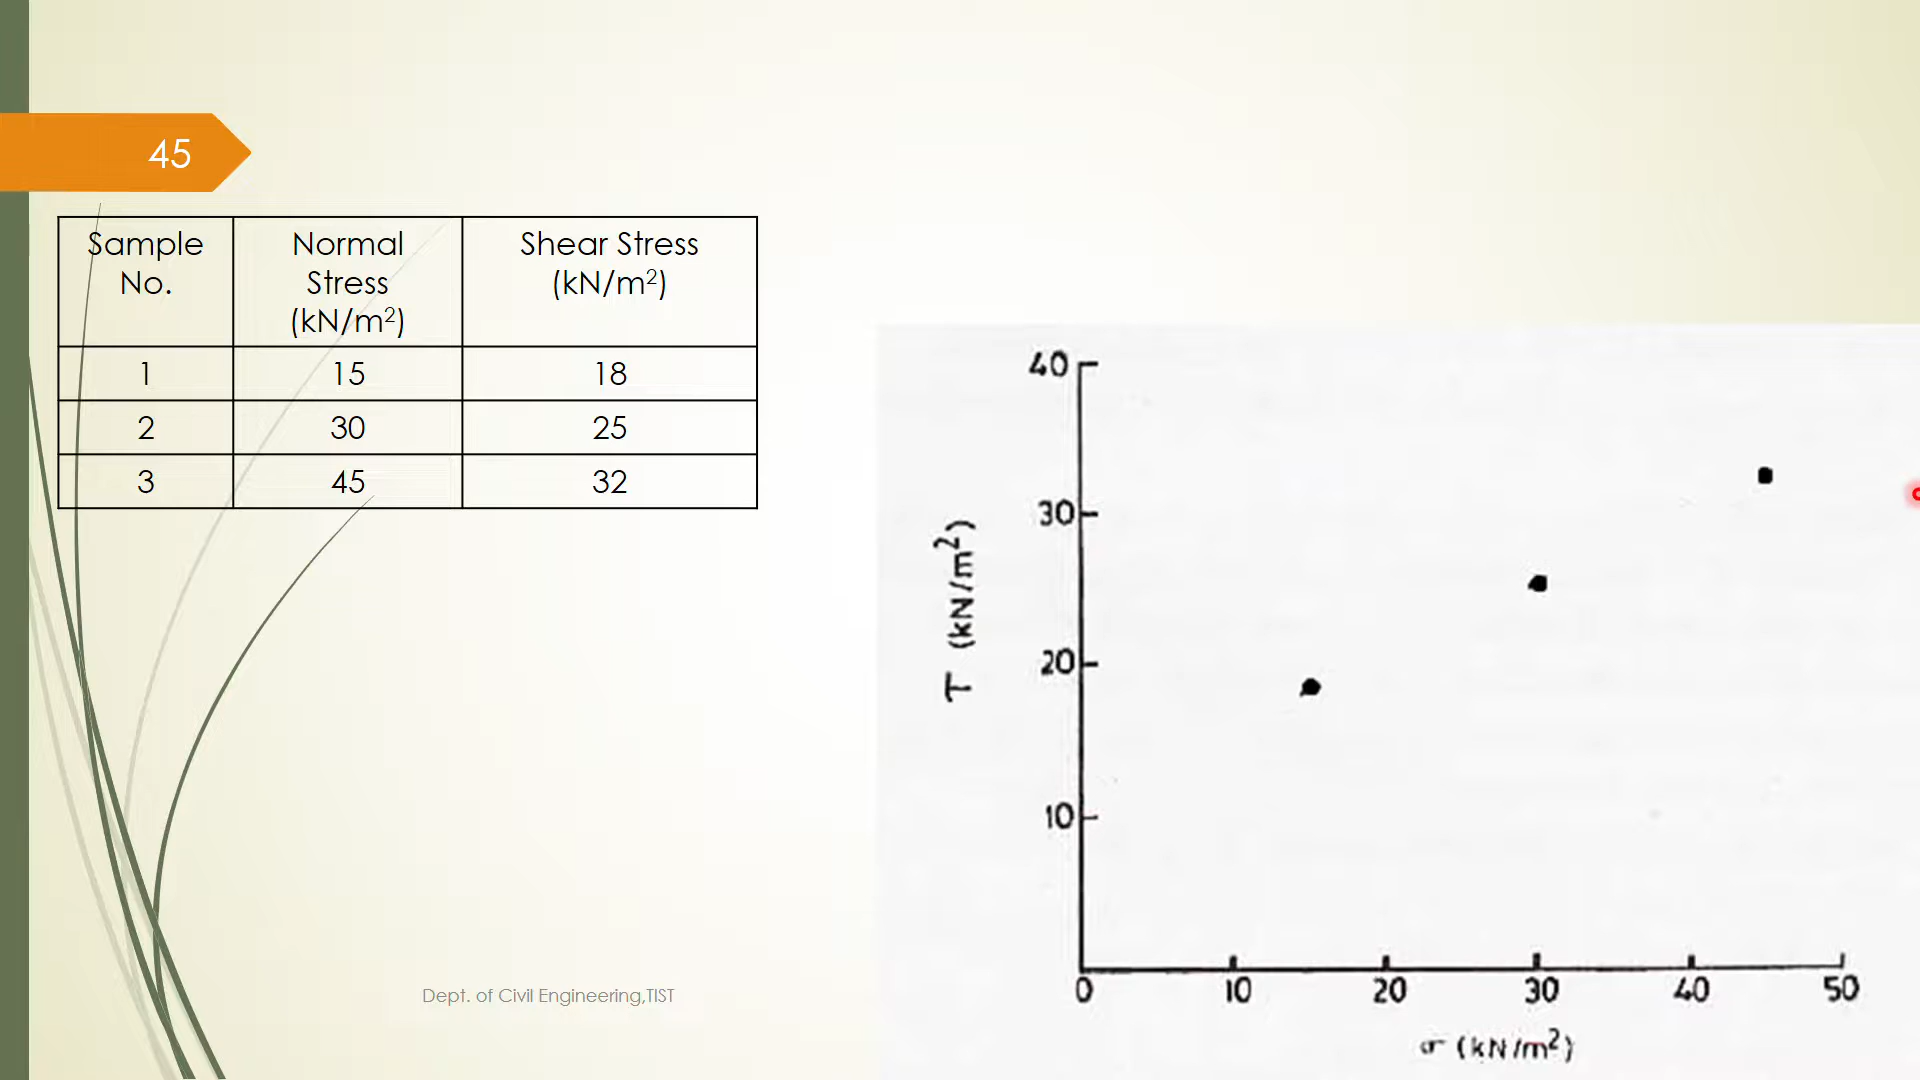 45
Sample No. Normal Stress (kN/m²) Shear Stress (kN/m²)
1 15 18
2 30 25
3 45 32
40
30
20
10
T (kN/m²)
0 10 20 30 40 50
σ (kN/m²)
Dept. of Civil Engineering,TIST